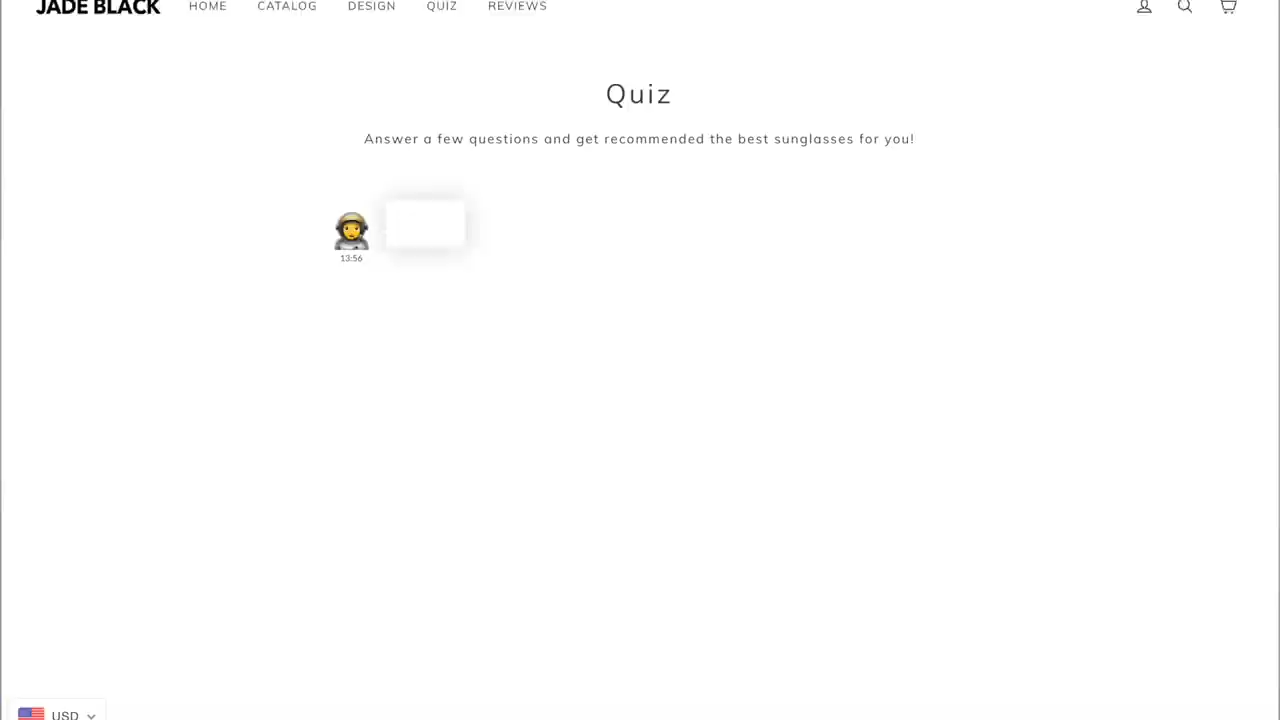 JADE BLACK HOME CATALOG DESIGN QUIZ REVIEWS
Quiz
Answer a few questions and get recommended the best sunglasses for you!
13:56
USD